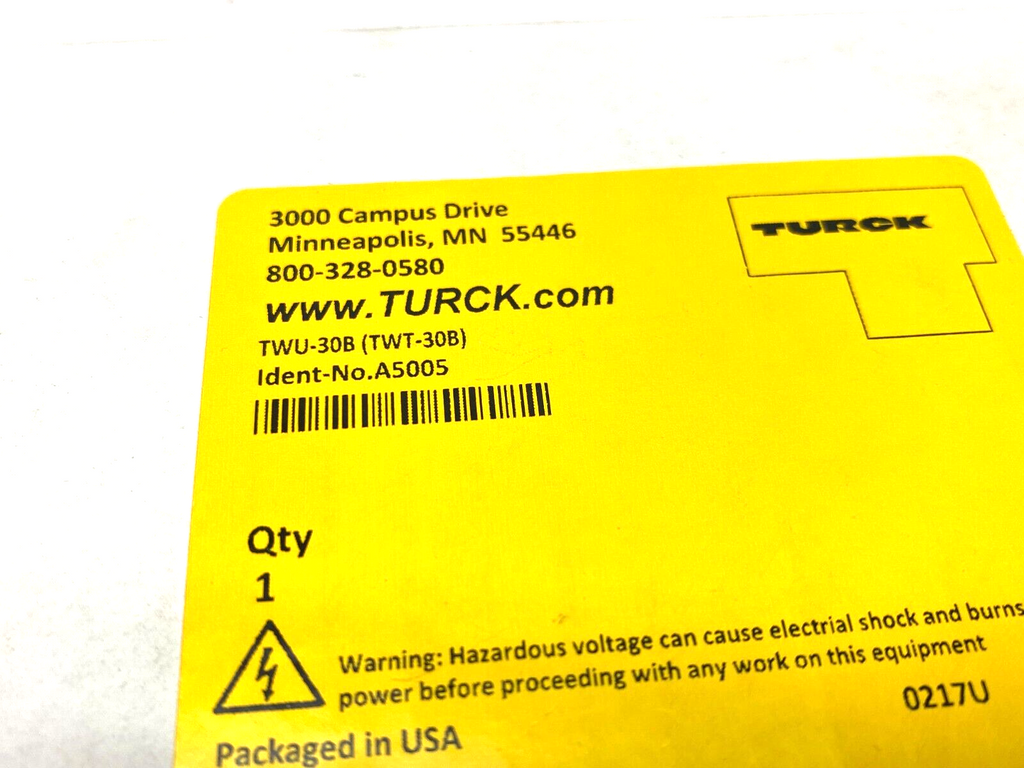 3000 Campus Drive
Minneapolis, MN 55446
800-328-0580
www.TURCK.com
TWU-30B (TWT-30B)
Ident-No.A5005
TURCK
Qty
1
Warning: Hazardous voltage can cause electrial shock and burns
power before proceeding with any work on this equipment
0217U
Packaged in USA